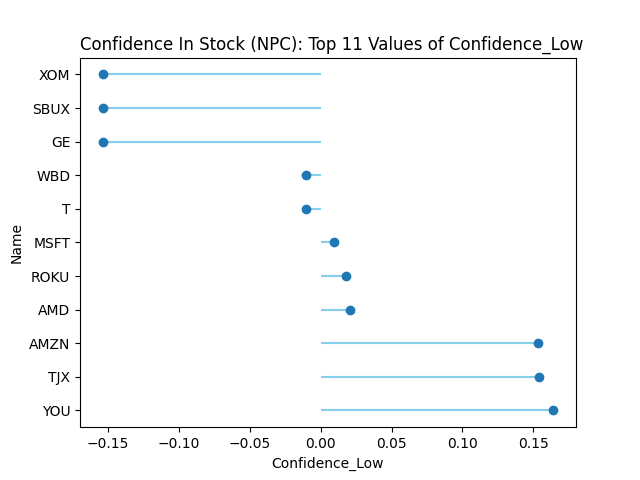 Confidence In Stock (NPC): Top 11 Values of Confidence_Low
XOM
SBUX
GE
WBD
T
MSFT
ROKU
AMD
AMZN
TJX
YOU
Name
−0.15 −0.10 −0.05 0.00 0.05 0.10 0.15
Confidence_Low